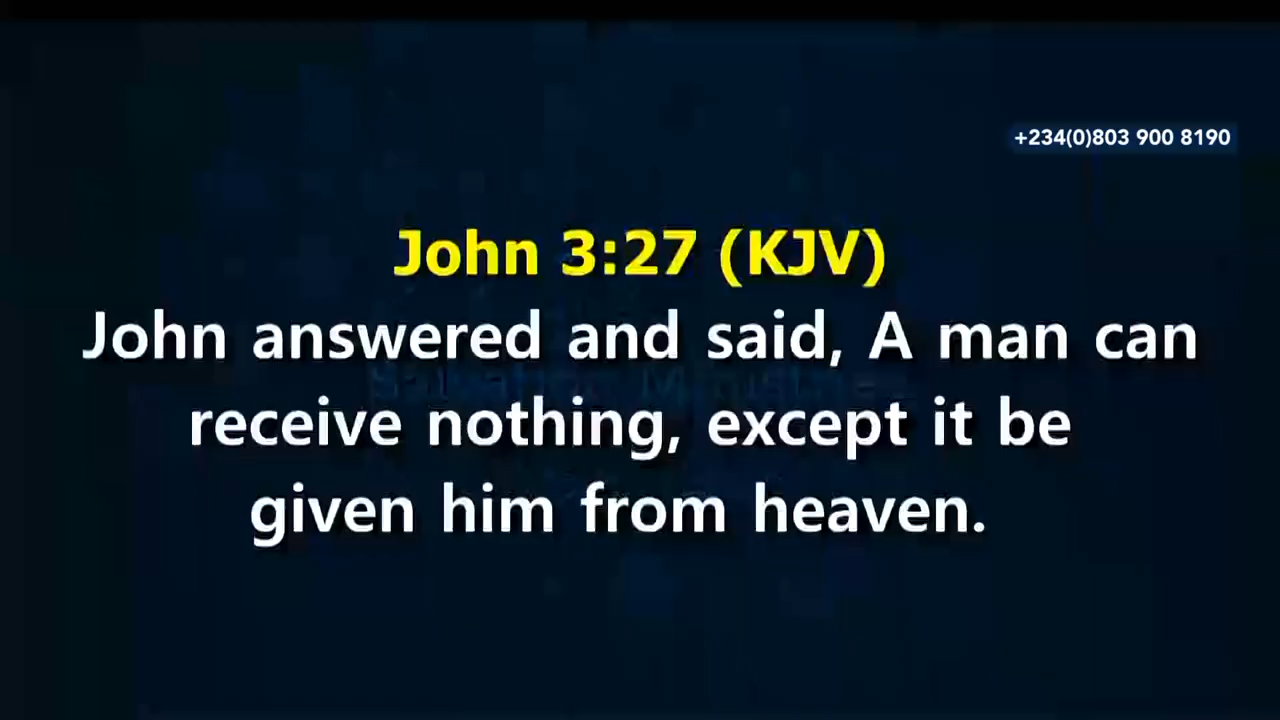 +234(0)803 900 8190
John 3:27 (KJV)
John answered and said, A man can
receive nothing, except it be
given him from heaven.